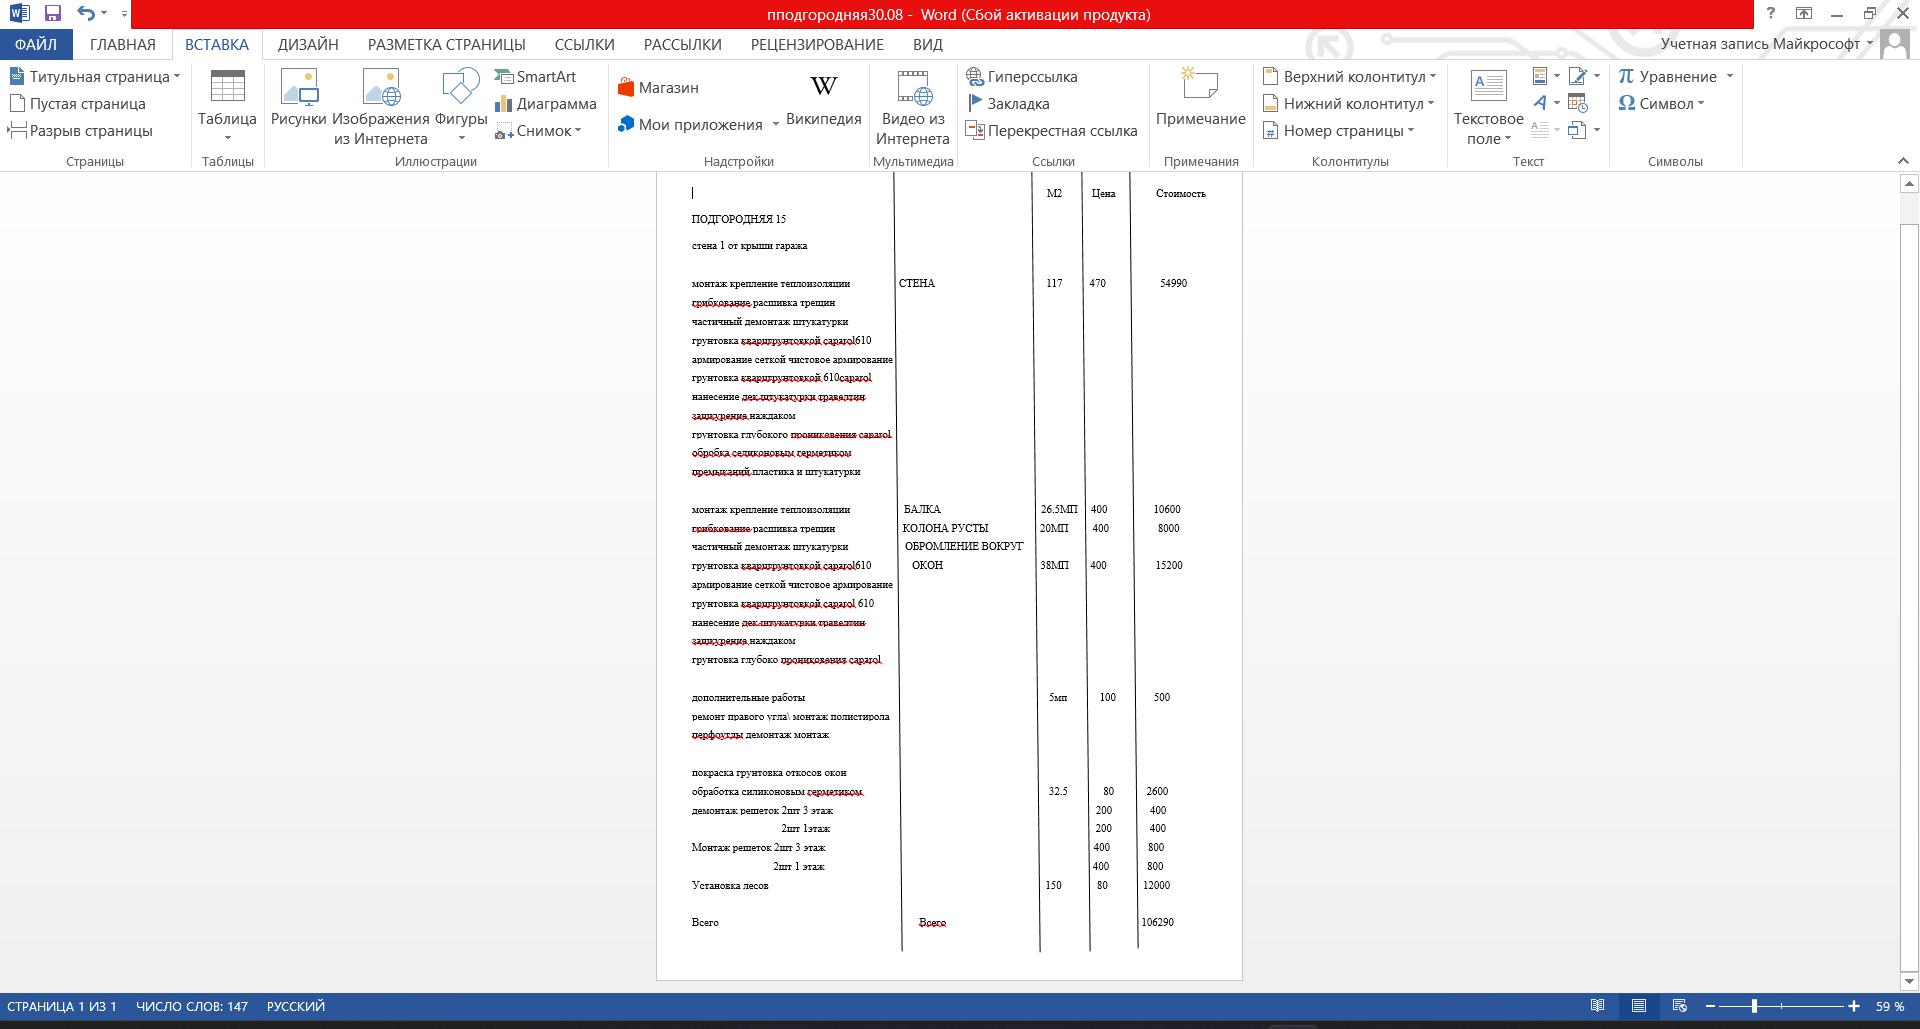 пподгородняя30.08 - Word (Сбой активации продукта)
ФАЙЛ ГЛАВНАЯ ВСТАВКА ДИЗАЙН РАЗМЕТКА СТРАНИЦЫ ССЫЛКИ РАССЫЛКИ РЕЦЕНЗИРОВАНИЕ ВИД Учетная запись Майкрософт
Титульная страница
Пустая страница
Разрыв страницы
Страницы
Таблица
Таблицы
Рисунки
Изображения из Интернета
Фигуры
SmartArt
Диаграмма
Снимок
Иллюстрации
Магазин
Мои приложения
W
Википедия
Надстройки
Видео из Интернета
Мультимедиа
Гиперссылка
Закладка
Перекрестная ссылка
Ссылки
Примечание
Примечания
Верхний колонтитул
Нижний колонтитул
Номер страницы
Колонтитулы
Текстовое поле
Текст
π Уравнение
Ω Символ
Символы
М2 Цена Стоимость
ПОДГОРОДНЯЯ 15
стена 1 от крыши гаража
монтаж крепление теплоизоляции СТЕНА 117 470 54990
грибкование расшивка трещин
частичный демонтаж штукатурки
грунтовка кварцгрунтовкой caparol610
армирование сеткой чистовое армирование
грунтовка кварцгрунтовкой 610caparol
нанесение дек.штукатурки травелтин
зашкурение наждаком
грунтовка глубокого проникевения caparol
обробка селиконовым герметиком
премыканий пластика и штукатурки
монтаж крепление теплоизоляции БАЛКА 26.5МП 400 10600
грибкование расшивка трещин КОЛОНА РУСТЫ 20МП 400 8000
частичный демонтаж штукатурки ОБРОМЛЕНИЕ ВОКРУГ
грунтовка кварцгрунтовкой caparol610 ОКОН 38МП 400 15200
армирование сеткой чистовое армирование
грунтовка кварцгрунтовкой caparol 610
нанесение дек.штукатурки травелтин
зашкурение наждаком
грунтовка глубоко прониковения caparol
дополнительные работы 5мп 100 500
ремонт правого угла\ монтаж полистирола
перфоуглы демонтаж монтаж
покраска грунтовка откосов окон
обработка силиконовым герметиком 32.5 80 2600
демонтаж решеток 2шт 3 этаж 200 400
2шт 1этаж 200 400
Монтаж решеток 2шт 3 этаж 400 800
2шт 1 этаж 400 800
Установка лесов 150 80 12000
Всего Всего 106290
СТРАНИЦА 1 ИЗ 1 ЧИСЛО СЛОВ: 147 РУССКИЙ 59 %